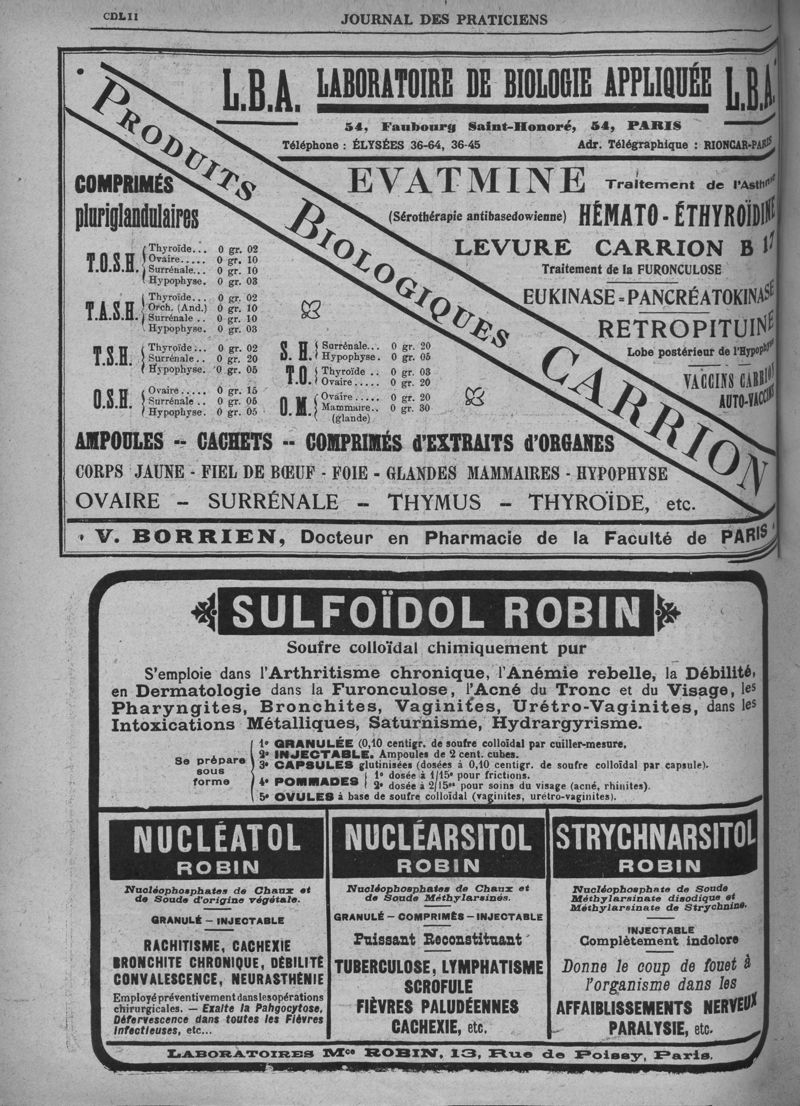 CDLII
JOURNAL DES PRATICIENS
L.B.A. LABORATOIRE DE BIOLOGIE APPLIQUÉE L.B.A.
54, Faubourg Saint-Honoré, 54, PARIS
Téléphone : ÉLYSÉES 36-64, 36-45 Adr. Télégraphique : RIONCAR-PARIS
PRODUITS BIOLOGIQUES CARRION
COMPRIMÉS
pluriglandulaires
T.O.S.H.
Thyroïde... 0 gr. 02
Ovaire..... 0 gr. 10
Surrénale... 0 gr. 10
Hypophyse. 0 gr. 03
T.A.S.H.
Thyroïde... 0 gr. 02
Orch. (And.) 0 gr. 10
Surrénale .. 0 gr. 10
Hypophyse. 0 gr. 03
T.S.H.
Thyroïde... 0 gr. 02
Surrénale .. 0 gr. 20
Hypophyse. 0 gr. 05
O.S.H.
Ovaire..... 0 gr. 15
Surrénale .. 0 gr. 05
Hypophyse. 0 gr. 05
S. H.
Surrénale... 0 gr. 20
Hypophyse. 0 gr. 05
T.O.
Thyroïde .. 0 gr. 03
Ovaire..... 0 gr. 20
O.M.
Ovaire..... 0 gr. 20
Mammaire.. 0 gr. 30
(glande)
EVATMINE Traitement de l'Asthme
(Sérothérapie antibasedowienne) HÉMATO-ÉTHYROÏDINE
LEVURE CARRION B 17
Traitement de la FURONCULOSE
EUKINASE=PANCRÉATOKINASE
RETROPITUINE
Lobe postérieur de l'Hypophyse
VACCINS CARRION
AUTO-VACCINS
AMPOULES -- CACHETS -- COMPRIMÉS d'EXTRAITS d'ORGANES
CORPS JAUNE - FIEL DE BŒUF - FOIE - GLANDES MAMMAIRES - HYPOPHYSE
OVAIRE – SURRÉNALE – THYMUS – THYROÏDE, etc.
V. BORRIEN, Docteur en Pharmacie de la Faculté de PARIS
SULFOÏDOL ROBIN
Soufre colloïdal chimiquement pur
S'emploie dans l'Arthritisme chronique, l'Anémie rebelle, la Débilité,
en Dermatologie dans la Furonculose, l'Acné du Tronc et du Visage, les
Pharyngites, Bronchites, Vaginites, Urétro-Vaginites, dans les
Intoxications Métalliques, Saturnisme, Hydrargyrisme.
Se prépare
sous
forme
1º GRANULÉE (0,10 centigr. de soufre colloïdal par cuiller-mesure.
2º INJECTABLE. Ampoules de 2 cent. cubes.
3º CAPSULES glutinisées (dosées à 0,10 centigr. de soufre colloïdal par capsule).
4º POMMADES
1º dosée à 1/15e pour frictions.
2º dosée à 2/15es pour soins du visage (acné, rhinites).
5º OVULES à base de soufre colloïdal (vaginites, urétro-vaginites).
NUCLÉATOL
ROBIN
Nucléophosphates de Chaux et
de Soude d'origine végétale.
GRANULÉ – INJECTABLE
RACHITISME, CACHEXIE
BRONCHITE CHRONIQUE, DÉBILITÉ
CONVALESCENCE, NEURASTHÉNIE
Employé préventivement dans les opérations
chirurgicales. — Exalte la Pahgocytose,
Défervescence dans toutes les Fièvres
infectieuses, etc...
NUCLÉARSITOL
ROBIN
Nucléophosphates de Chaux et
de Soude Méthylarsinés.
GRANULÉ – COMPRIMÉS – INJECTABLE
Puissant Reconstituant
TUBERCULOSE, LYMPHATISME
SCROFULE
FIÈVRES PALUDÉENNES
CACHEXIE, etc.
STRYCHNARSITOL
ROBIN
Nucléophosphate de Soude
Méthylarsinate disodique et
Méthylarsinate de Strychnine.
INJECTABLE
Complètement indolore
Donne le coup de fouet à
l'organisme dans les
AFFAIBLISSEMENTS NERVEUX
PARALYSIE, etc.
LABORATOIRES Mce ROBIN, 13, Rue de Poissy, Paris.